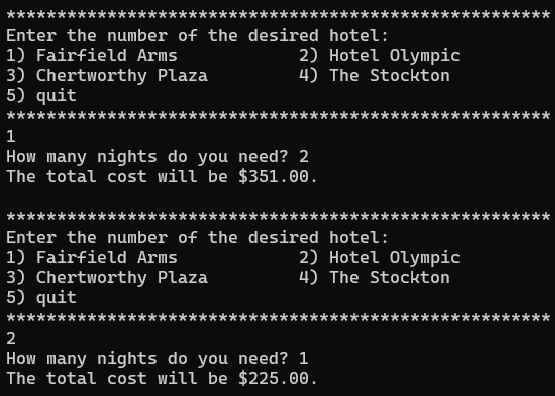 ******************************************************
Enter the number of the desired hotel:
1) Fairfield Arms            2) Hotel Olympic
3) Chertworthy Plaza         4) The Stockton
5) quit
******************************************************
1
How many nights do you need? 2
The total cost will be $351.00.

******************************************************
Enter the number of the desired hotel:
1) Fairfield Arms            2) Hotel Olympic
3) Chertworthy Plaza         4) The Stockton
5) quit
******************************************************
2
How many nights do you need? 1
The total cost will be $225.00.